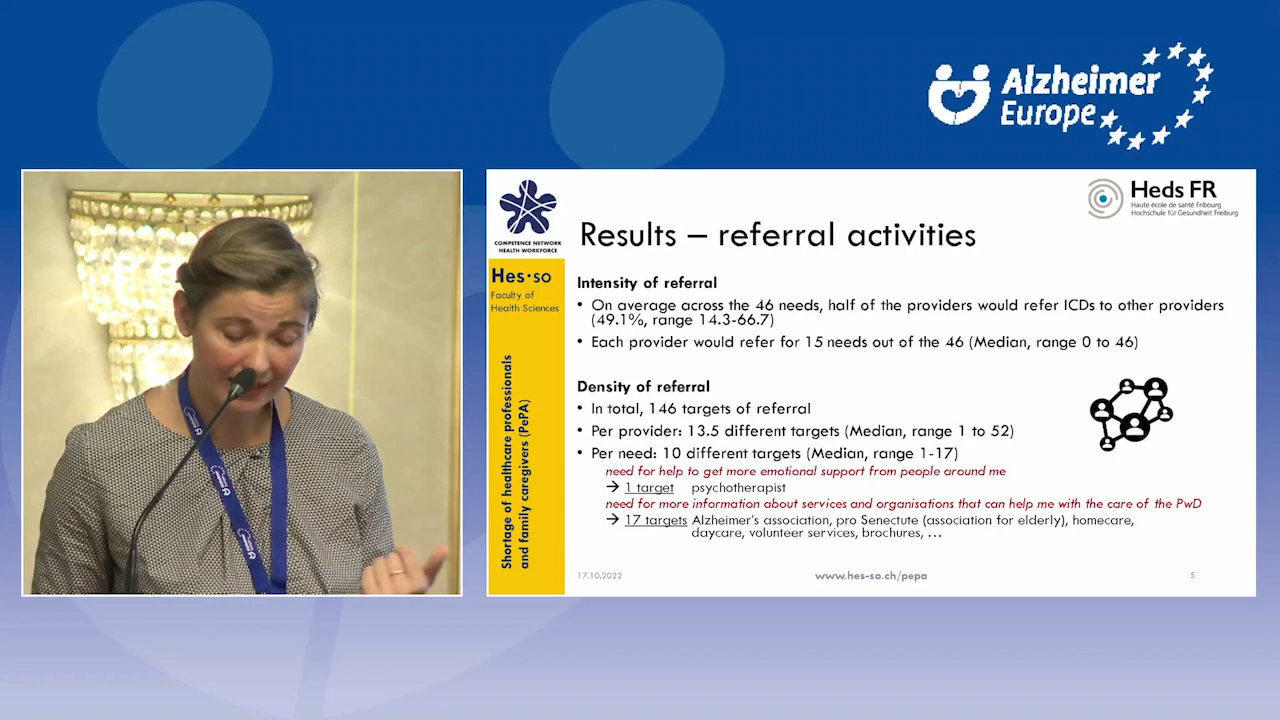 Alzheimer
Europe
COMPETENCE NETWORK
HEALTH WORKFORCE
Hes·so
Faculty of
Health Sciences
Shortage of healthcare professionals
and family caregivers (PePA)
Heds FR
Haute école de santé Fribourg
Hochschule für Gesundheit Freiburg
Results – referral activities
Intensity of referral
• On average across the 46 needs, half of the providers would refer ICDs to other providers
(49.1%, range 14.3-66.7)
• Each provider would refer for 15 needs out of the 46 (Median, range 0 to 46)
Density of referral
• In total, 146 targets of referral
• Per provider: 13.5 different targets (Median, range 1 to 52)
• Per need: 10 different targets (Median, range 1-17)
need for help to get more emotional support from people around me
→ 1 target psychotherapist
need for more information about services and organisations that can help me with the care of the PwD
→ 17 targets Alzheimer's association, pro Senectute (association for elderly), homecare,
daycare, volunteer services, brochures, …
17.10.2022
www.hes-so.ch/pepa
5